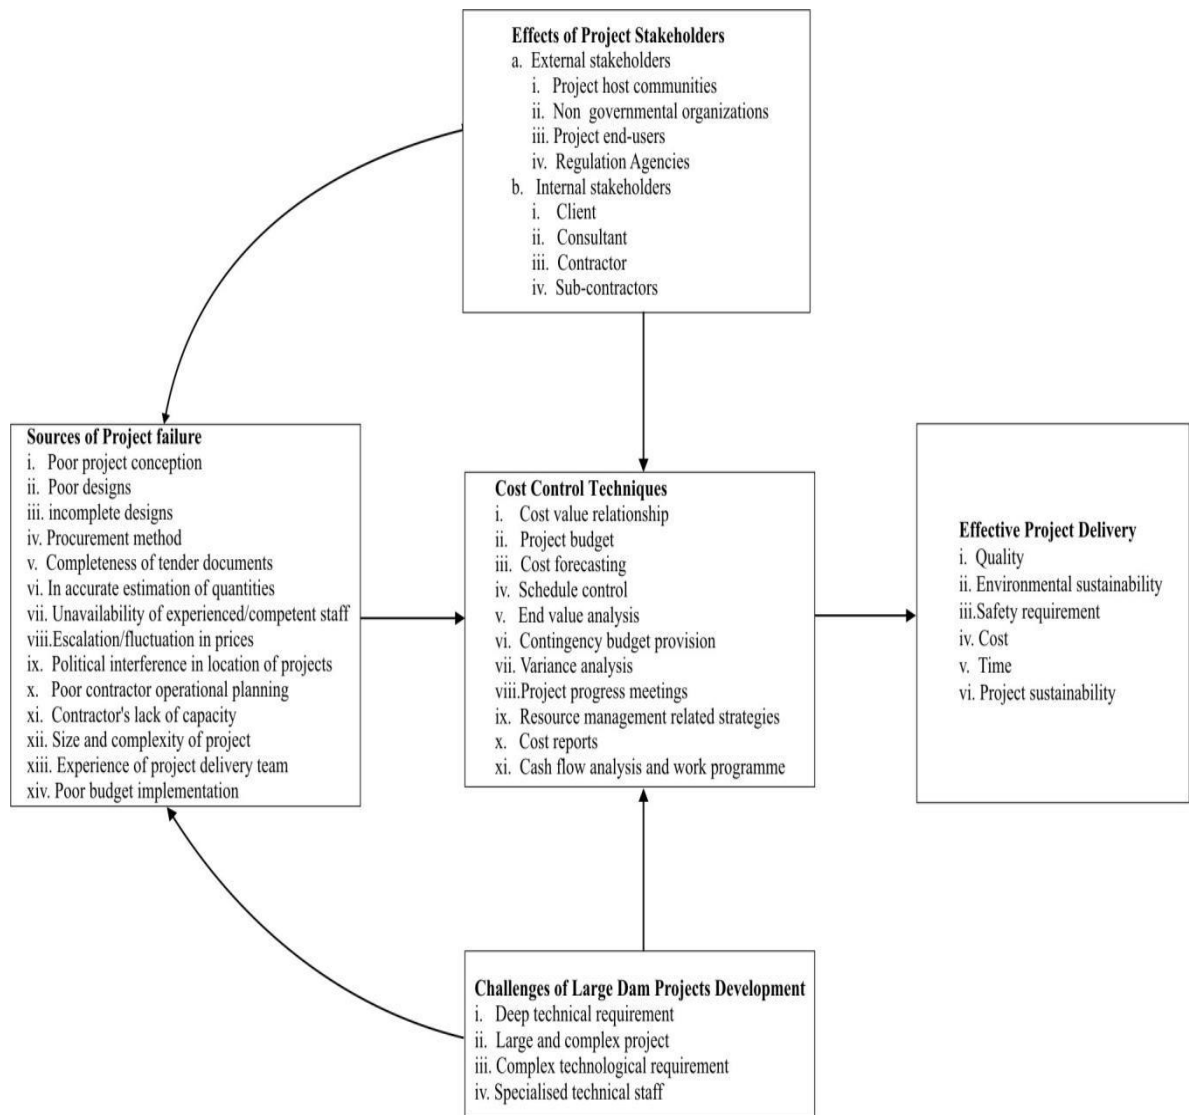 Effects of Project Stakeholders
a. External stakeholders
i. Project host communities
ii. Non governmental organizations
iii. Project end-users
iv. Regulation Agencies
b. Internal stakeholders
i. Client
ii. Consultant
iii. Contractor
iv. Sub-contractors
Sources of Project failure
i. Poor project conception
ii. Poor designs
iii. incomplete designs
iv. Procurement method
v. Completeness of tender documents
vi. In accurate estimation of quantities
vii. Unavailability of experienced/competent staff
viii.Escalation/fluctuation in prices
ix. Political interference in location of projects
x. Poor contractor operational planning
xi. Contractor's lack of capacity
xii. Size and complexity of project
xiii. Experience of project delivery team
xiv. Poor budget implementation
Cost Control Techniques
i. Cost value relationship
ii. Project budget
iii. Cost forecasting
iv. Schedule control
v. End value analysis
vi. Contingency budget provision
vii. Variance analysis
viii.Project progress meetings
ix. Resource management related strategies
x. Cost reports
xi. Cash flow analysis and work programme
Effective Project Delivery
i. Quality
ii. Environmental sustainability
iii.Safety requirement
iv. Cost
v. Time
vi. Project sustainability
Challenges of Large Dam Projects Development
i. Deep technical requirement
ii. Large and complex project
iii. Complex technological requirement
iv. Specialised technical staff